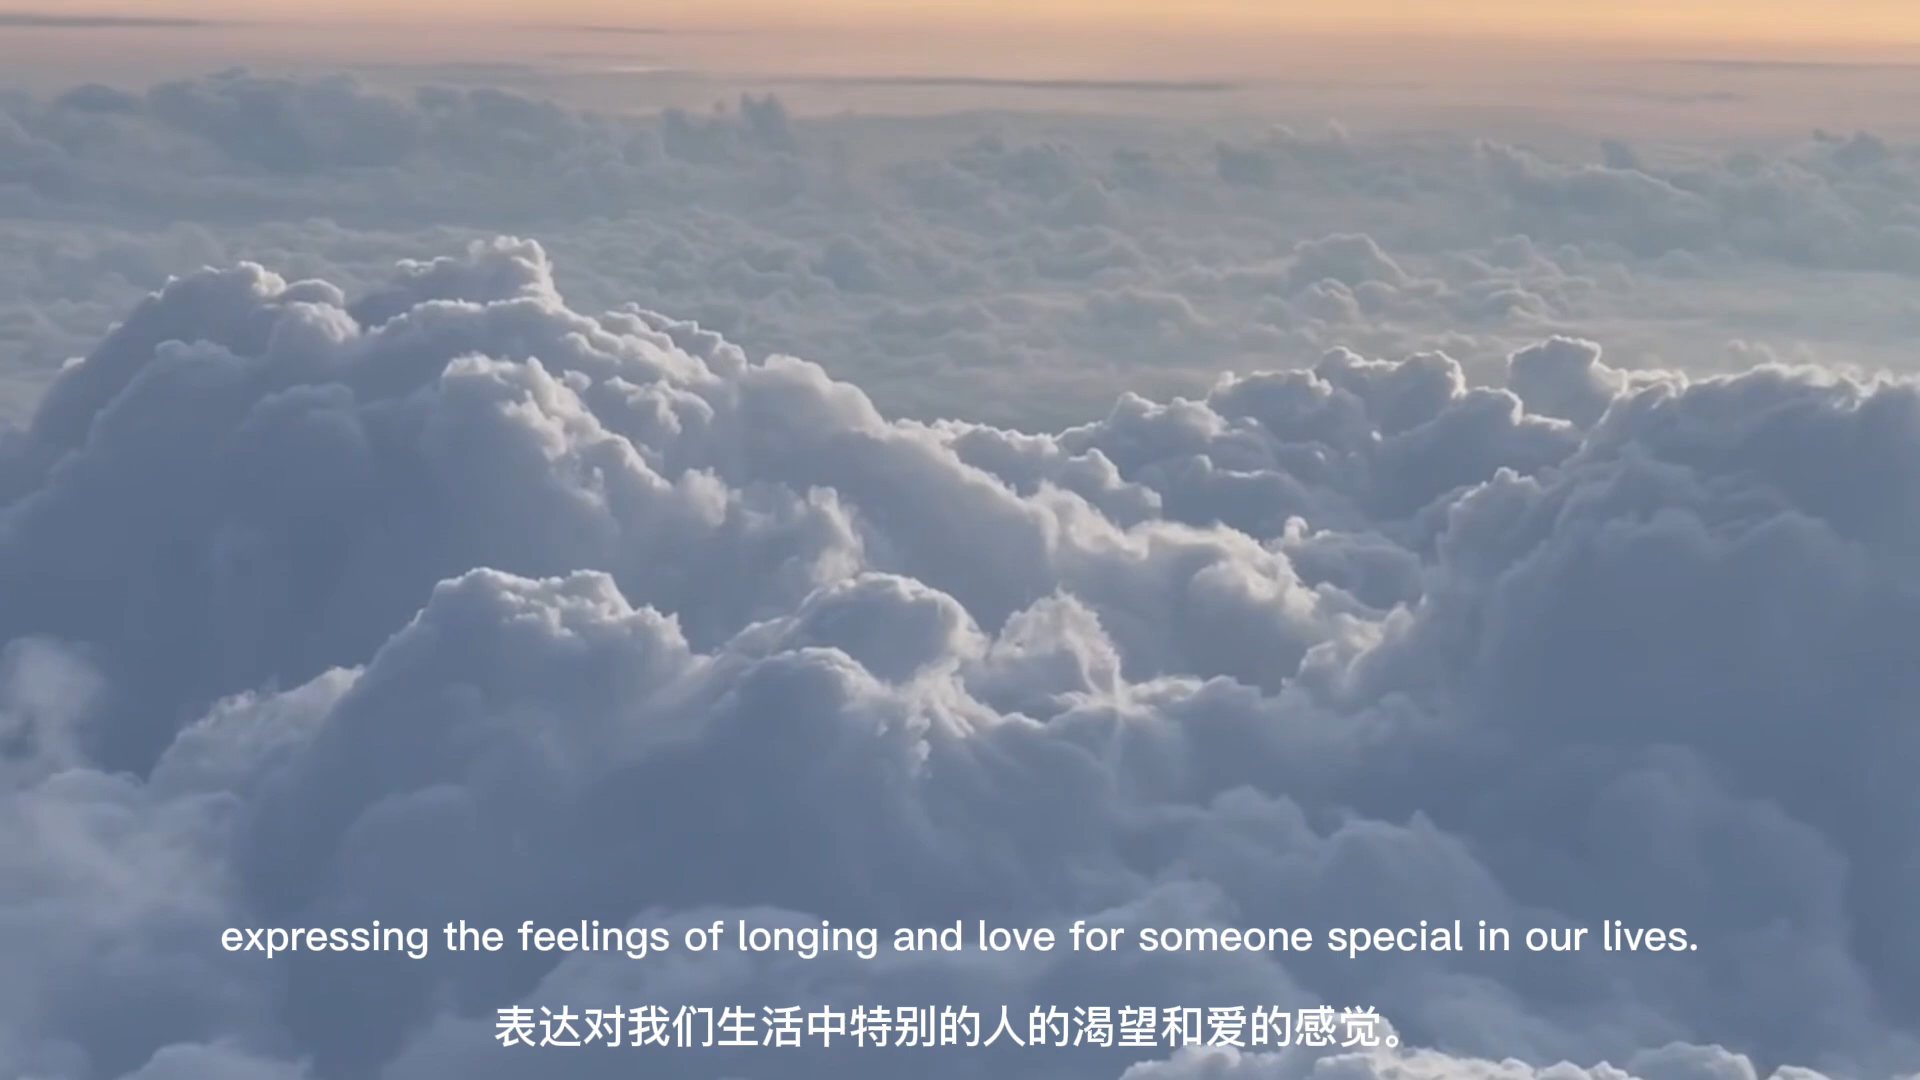 expressing the feelings of longing and love for someone special in our lives.
表达对我们生活中特别的人的渴望和爱的感觉。